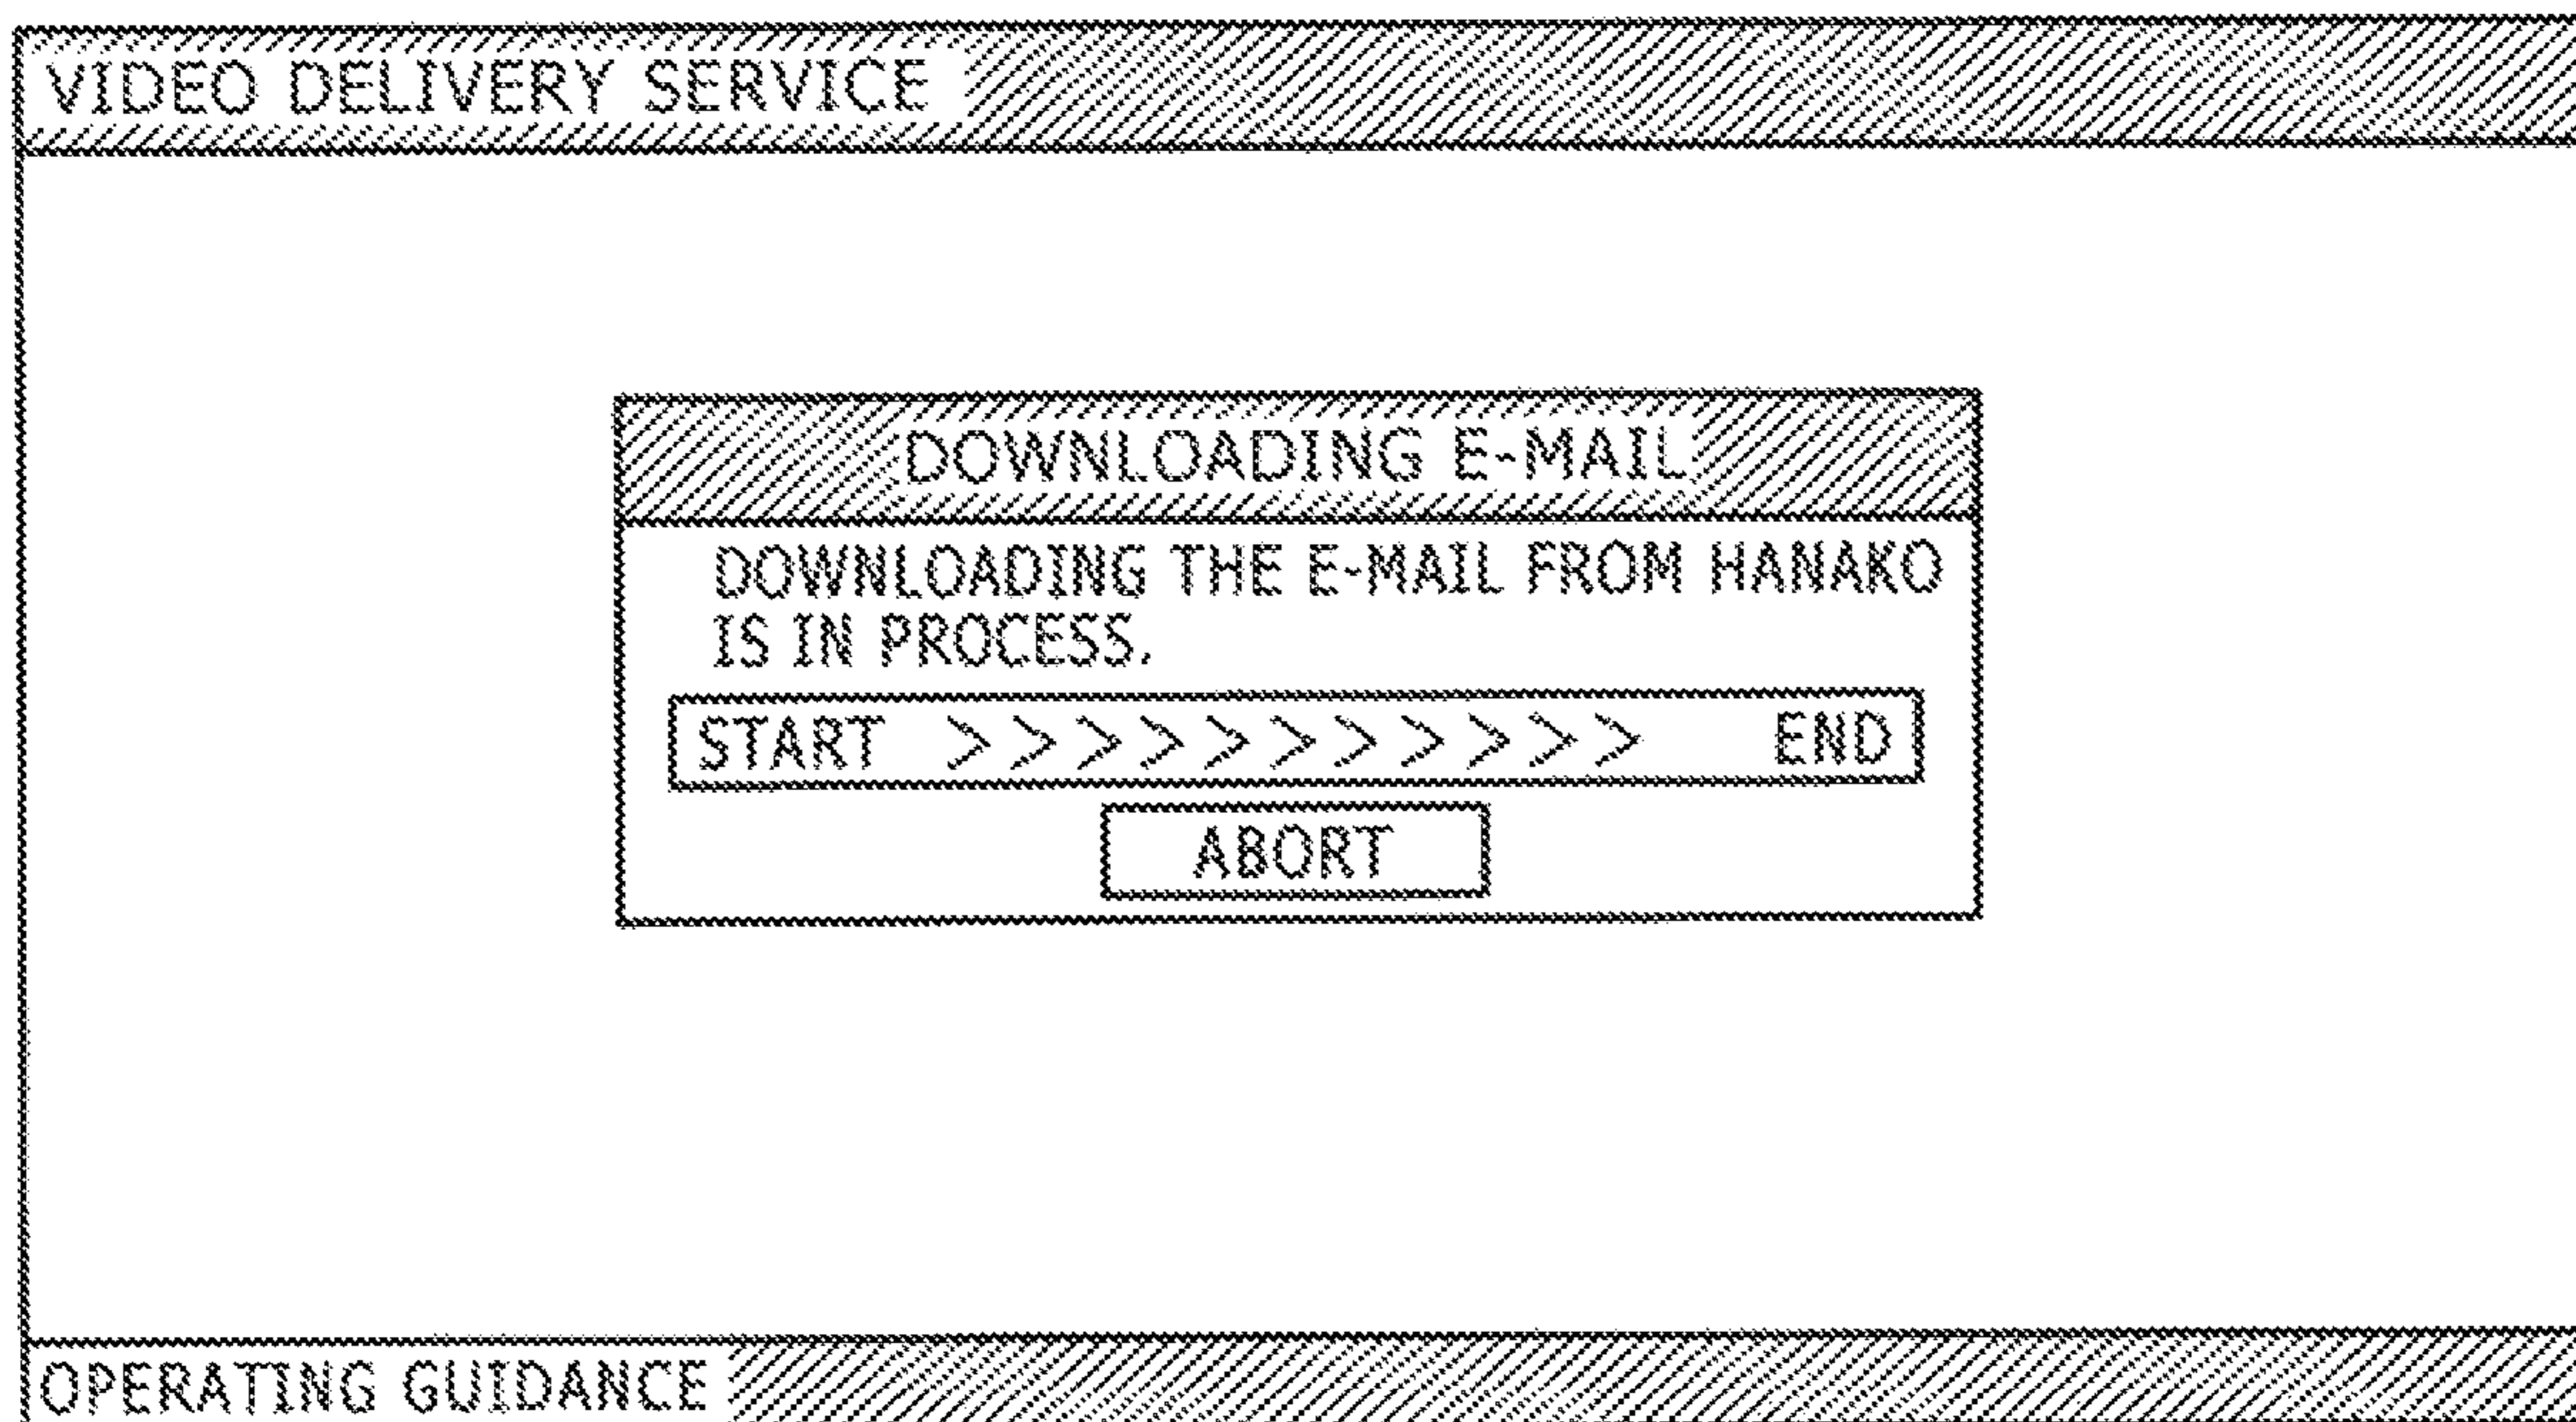 VIDEO DELIVERY SERVICE
DOWNLOADING E-MAIL
DOWNLOADING THE E-MAIL FROM HANAKO
IS IN PROCESS.
START >>>>>>>>>>> END
ABORT
OPERATING GUIDANCE